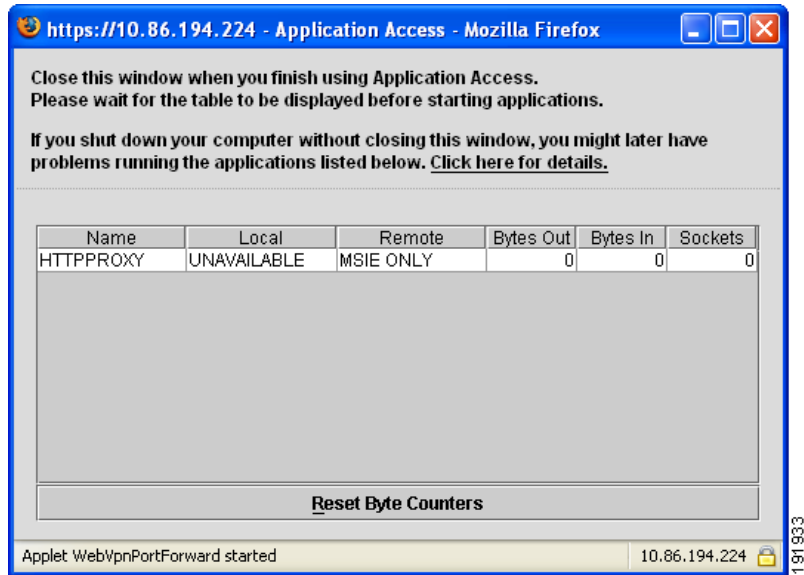 https://10.86.194.224 - Application Access - Mozilla Firefox
Close this window when you finish using Application Access.
Please wait for the table to be displayed before starting applications.
If you shut down your computer without closing this window, you might later have
problems running the applications listed below. Click here for details.
Name Local Remote Bytes Out Bytes In Sockets
HTTPPROXY UNAVAILABLE MSIE ONLY 0 0 0
Reset Byte Counters
Applet WebVpnPortForward started 10.86.194.224
191933